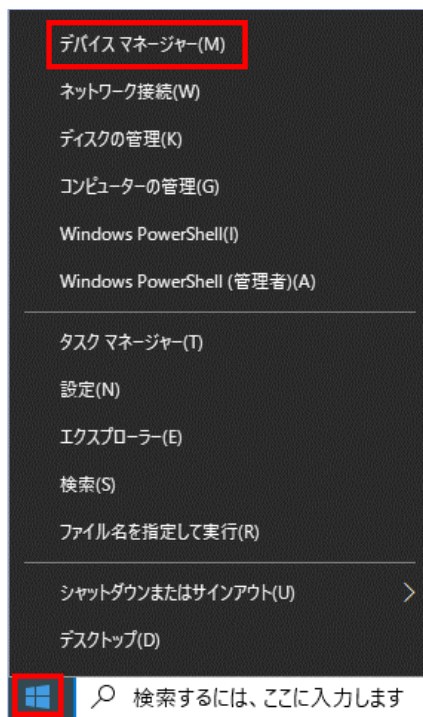 デバイス マネージャー(M)
ネットワーク接続(W)
ディスクの管理(K)
コンピューターの管理(G)
Windows PowerShell(I)
Windows PowerShell (管理者)(A)
タスク マネージャー(T)
設定(N)
エクスプローラー(E)
検索(S)
ファイル名を指定して実行(R)
シャットダウンまたはサインアウト(U)
デスクトップ(D)
検索するには、ここに入力します